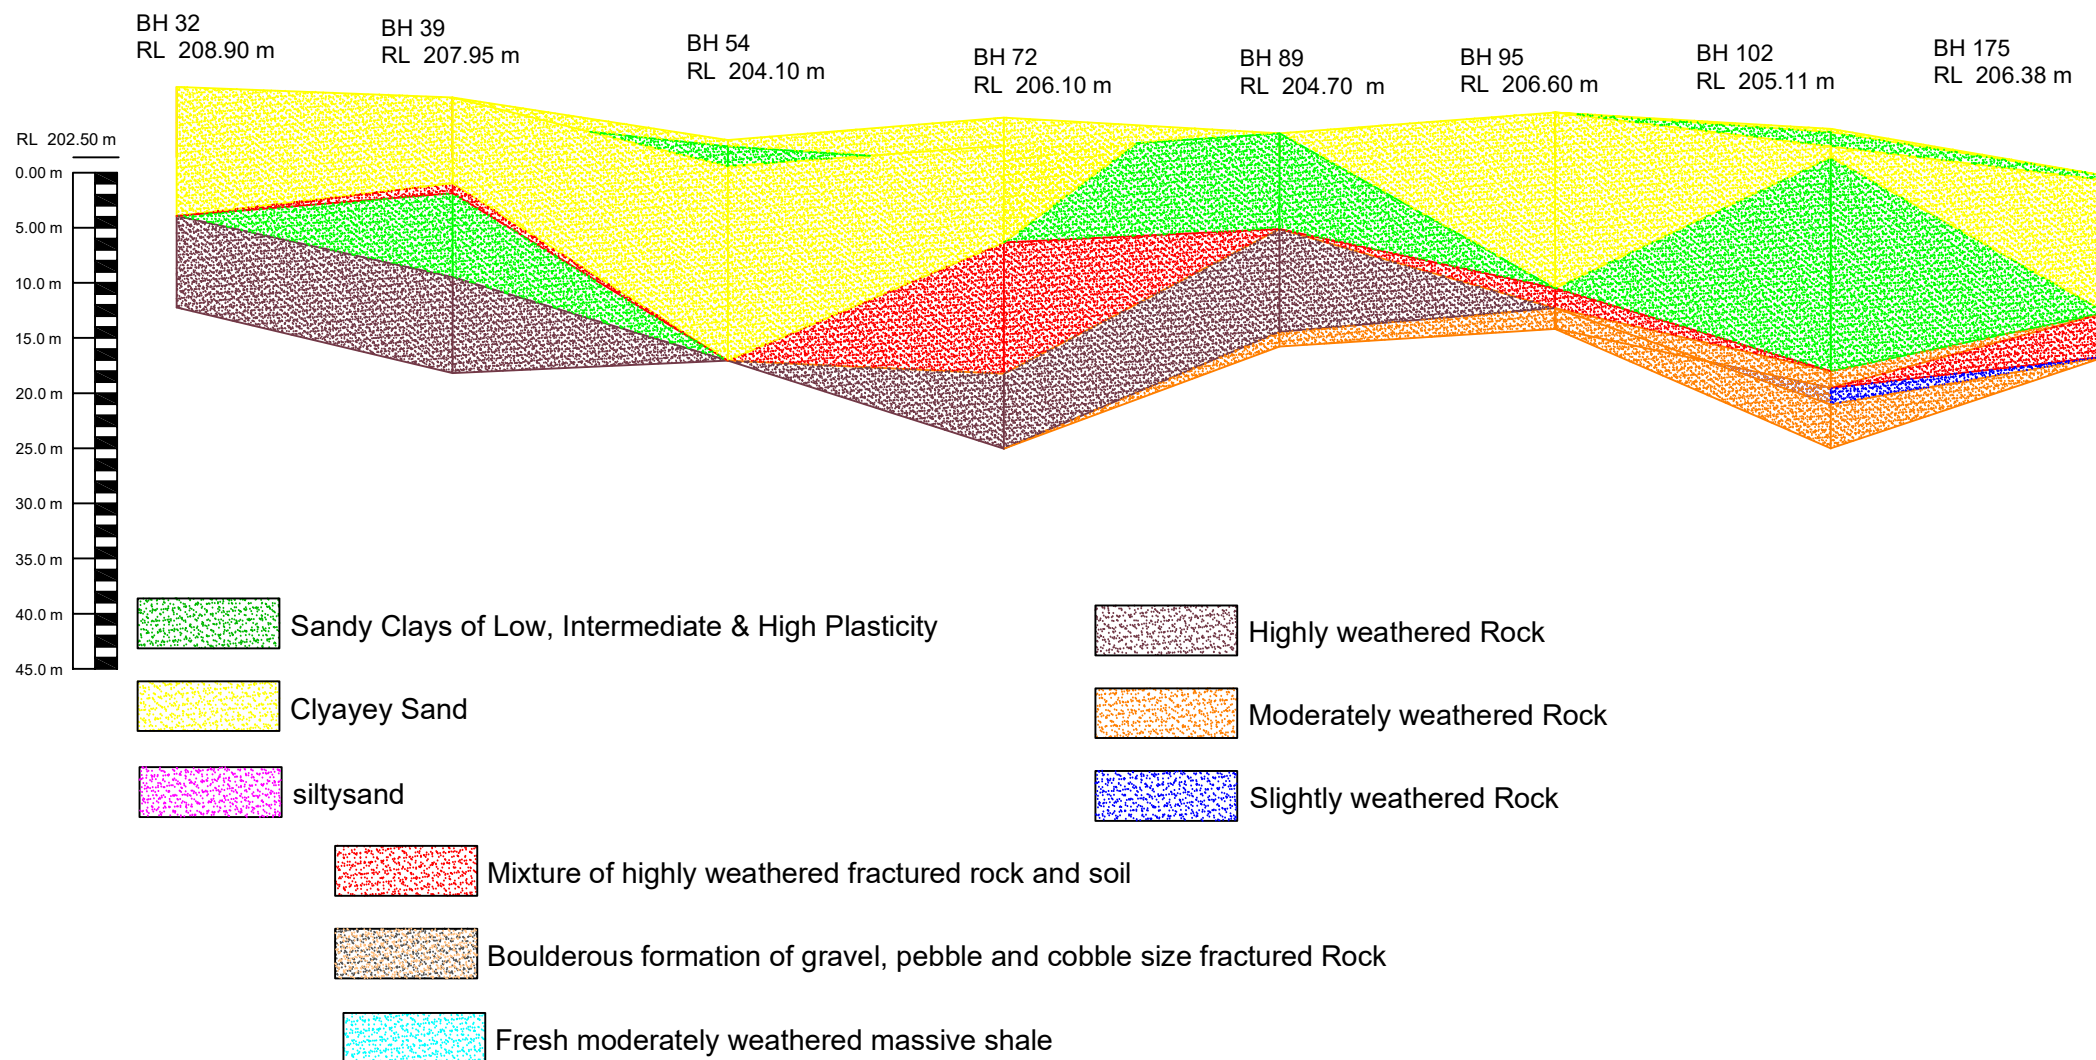 BH 32
RL 208.90 m
BH 39
RL 207.95 m
BH 54
RL 204.10 m
BH 72
RL 206.10 m
BH 89
RL 204.70 m
BH 95
RL 206.60 m
BH 102
RL 205.11 m
BH 175
RL 206.38 m
RL 202.50 m
0.00 m
5.00 m
10.0 m
15.0 m
20.0 m
25.0 m
30.0 m
35.0 m
40.0 m
45.0 m
Sandy Clays of Low, Intermediate & High Plasticity
Clyayey Sand
siltysand
Mixture of highly weathered fractured rock and soil
Boulderous formation of gravel, pebble and cobble size fractured Rock
Fresh moderately weathered massive shale
Highly weathered Rock
Moderately weathered Rock
Slightly weathered Rock